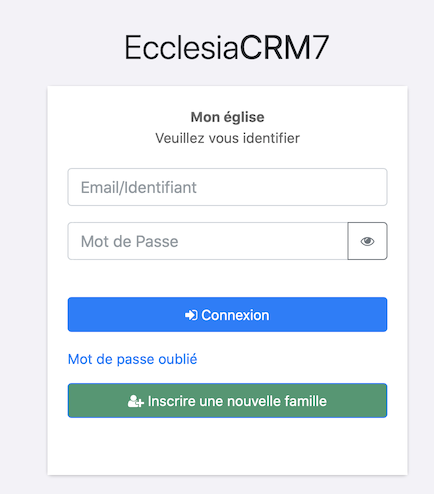 EcclesiaCRM7
Mon église
Veuillez vous identifier
Email/Identifiant
Mot de Passe
Connexion
Mot de passe oublié
Inscrire une nouvelle famille